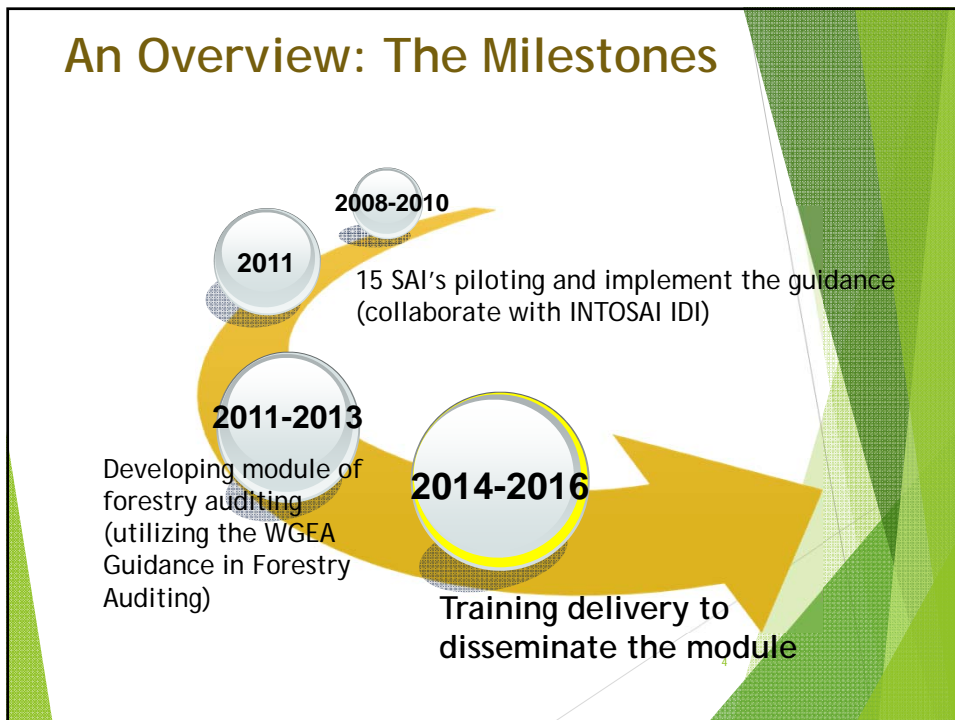 An Overview: The Milestones
2008-2010
2011
15 SAI's piloting and implement the guidance
(collaborate with INTOSAI IDI)
2011-2013
Developing module of
forestry auditing
(utilizing the WGEA
Guidance in Forestry
Auditing)
2014-2016
Training delivery to
disseminate the module
4